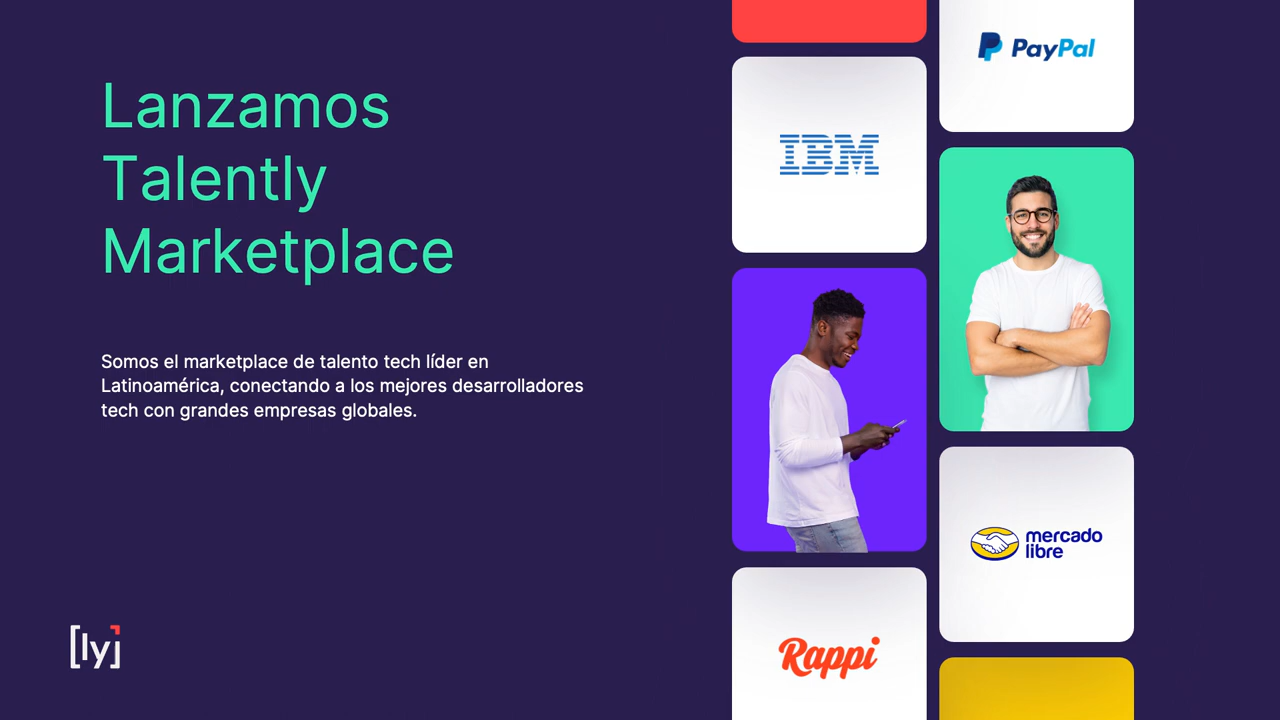 Lanzamos
Talently
Marketplace
Somos el marketplace de talento tech líder en
Latinoamérica, conectando a los mejores desarrolladores
tech con grandes empresas globales.
[ly]
PayPal
IBM
mercado
libre
Rappi